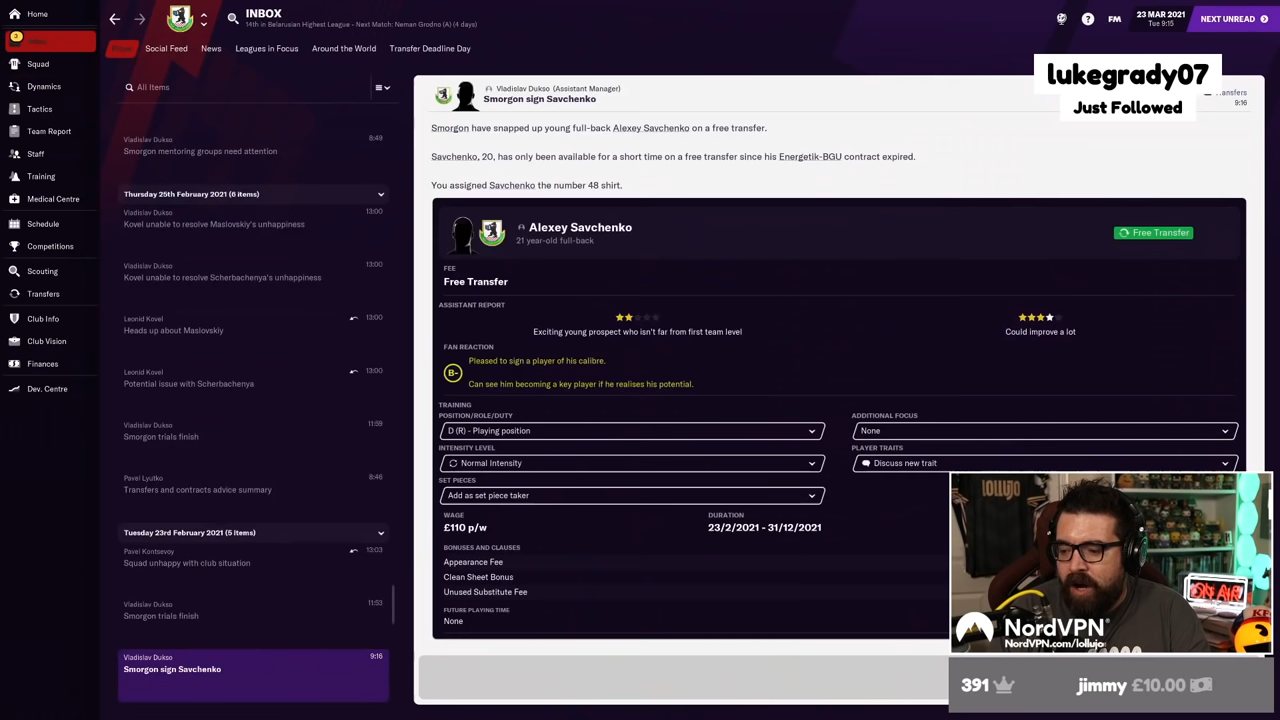 Home
INBOX
14th in Belarusian Highest League - Next Match: Neman Grodno (A) (4 days)
FM
23 MAR 2021
Tue 9:15
NEXT UNREAD
3
Social Feed
News
Leagues in Focus
Around the World
Transfer Deadline Day
Squad
Dynamics
Tactics
Team Report
Staff
Training
Medical Centre
Schedule
Competitions
Scouting
Transfers
Club Info
Club Vision
Finances
Dev. Centre
All Items
Vladislav Dukso
8:49
Smorgon mentoring groups need attention
Thursday 25th February 2021 (6 items)
Vladislav Dukso
13:00
Kovel unable to resolve Maslovskiy's unhappiness
Vladislav Dukso
13:00
Kovel unable to resolve Scherbachenya's unhappiness
Leonid Kovel
13:00
Heads up about Maslovskiy
Leonid Kovel
13:00
Potential issue with Scherbachenya
Vladislav Dukso
11:59
Smorgon trials finish
Pavel Lyutko
8:46
Transfers and contracts advice summary
Tuesday 23rd February 2021 (5 items)
Pavel Kontsevoy
13:03
Squad unhappy with club situation
Vladislav Dukso
11:53
Smorgon trials finish
Vladislav Dukso
9:16
Smorgon sign Savchenko
Vladislav Dukso (Assistant Manager)
Smorgon sign Savchenko
9:16
Smorgon have snapped up young full-back Alexey Savchenko on a free transfer.
Savchenko, 20, has only been available for a short time on a free transfer since his Energetik-BGU contract expired.
You assigned Savchenko the number 48 shirt.
Alexey Savchenko
21 year-old full-back
Free Transfer
FEE
Free Transfer
ASSISTANT REPORT
Exciting young prospect who isn't far from first team level
Could improve a lot
FAN REACTION
B-
Pleased to sign a player of his calibre.
Can see him becoming a key player if he realises his potential.
TRAINING
POSITION/ROLE/DUTY
D (R) - Playing position
ADDITIONAL FOCUS
None
INTENSITY LEVEL
Normal Intensity
PLAYER TRAITS
Discuss new trait
SET PIECES
Add as set piece taker
WAGE
£110 p/w
DURATION
23/2/2021 - 31/12/2021
BONUSES AND CLAUSES
Appearance Fee
Clean Sheet Bonus
Unused Substitute Fee
FUTURE PLAYING TIME
None
lukegrady07
Just Followed
ON AIR
NordVPN®
NordVPN.com/lollujo
391
jimmy £10.00